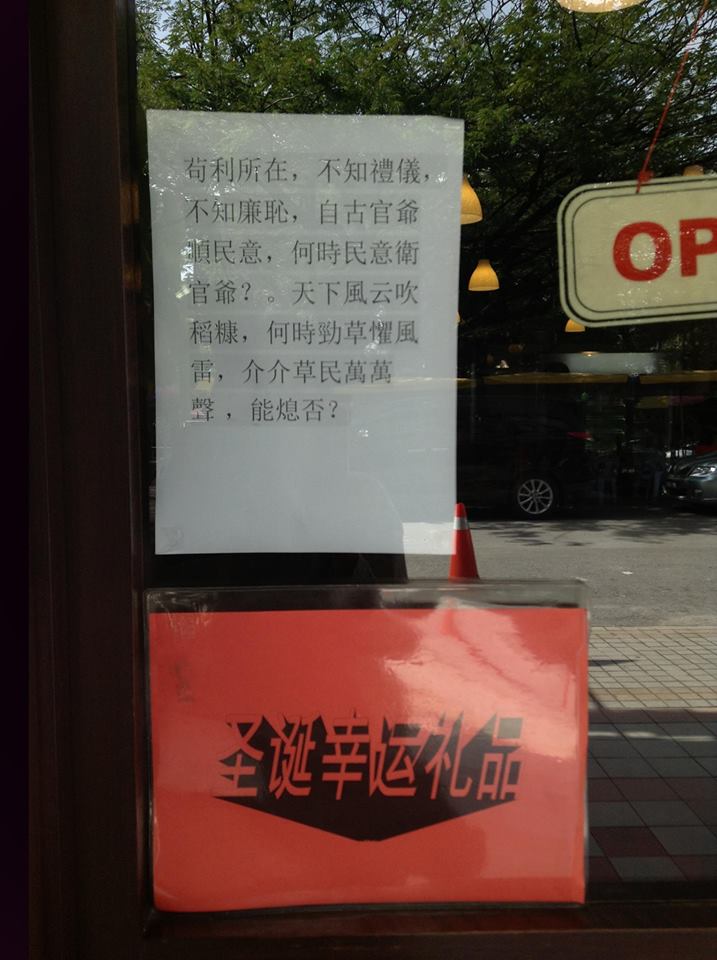 苟利所在，不知禮儀，
不知廉恥，自古官爺
順民意，何時民意衛
官爺？。天下風云吹
稻糠，何時勁草懼風
雷，介介草民萬萬
聲，能熄否？
OP
圣诞幸运礼品